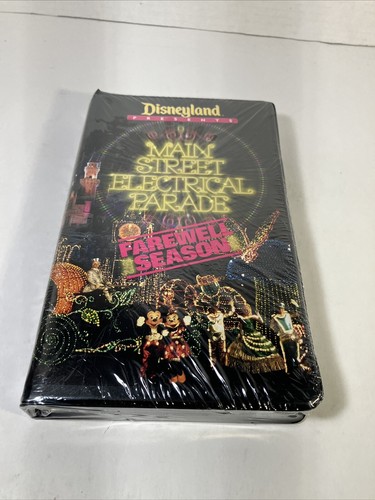 Disneyland
PRESENTS
MAIN
STREET
ELECTRICAL
PARADE
FAREWELL
SEASON